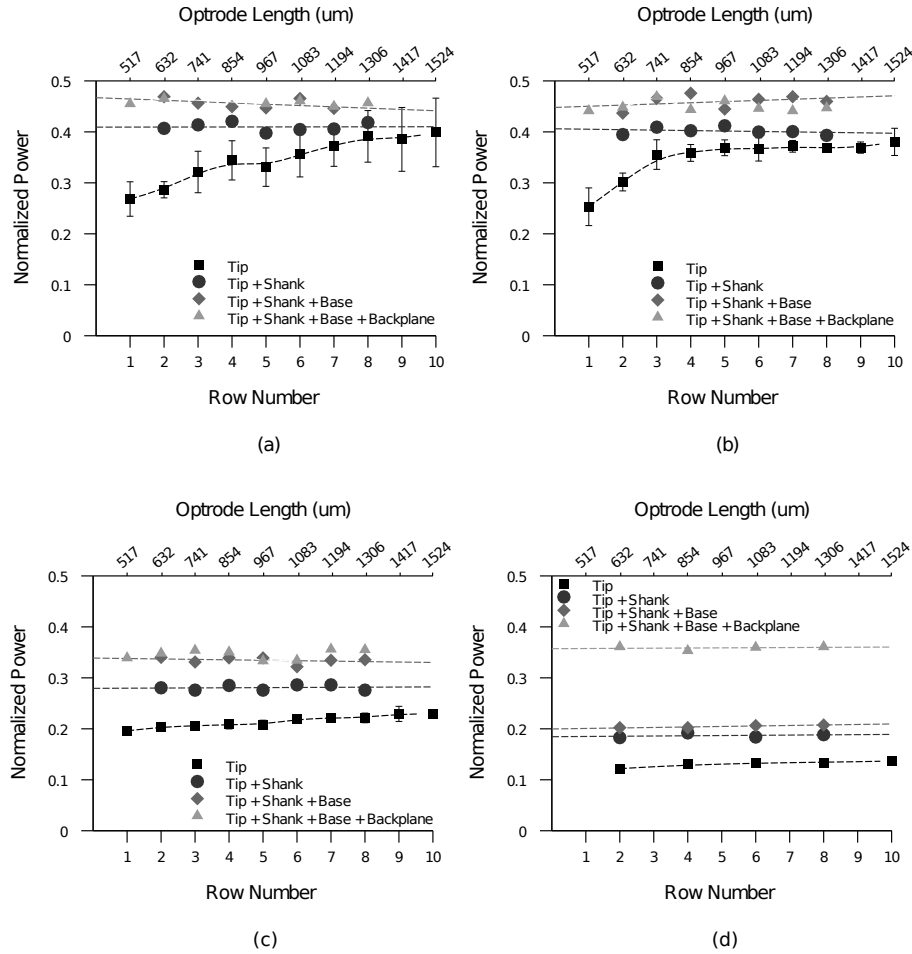 Optrode Length (um)
517 632 741 854 967 1083 1194 1306 1417 1524
Normalized Power
0.5
0.4
0.3
0.2
0.1
0
Tip
Tip+Shank
Tip+Shank+Base
Tip+Shank+Base+Backplane
1 2 3 4 5 6 7 8 9 10
Row Number
(a)
Optrode Length (um)
517 632 741 854 967 1083 1194 1306 1417 1524
Normalized Power
0.5
0.4
0.3
0.2
0.1
0
Tip
Tip+Shank
Tip+Shank+Base
Tip+Shank+Base+Backplane
1 2 3 4 5 6 7 8 9 10
Row Number
(b)
Optrode Length (um)
517 632 741 854 967 1083 1194 1306 1417 1524
Normalized Power
0.5
0.4
0.3
0.2
0.1
0
Tip
Tip+Shank
Tip+Shank+Base
Tip+Shank+Base+Backplane
1 2 3 4 5 6 7 8 9 10
Row Number
(c)
Optrode Length (um)
517 632 741 854 967 1083 1194 1306 1417 1524
Normalized Power
0.5
0.4
0.3
0.2
0.1
0
Tip
Tip+Shank
Tip+Shank+Base
Tip+Shank+Base+Backplane
1 2 3 4 5 6 7 8 9 10
Row Number
(d)